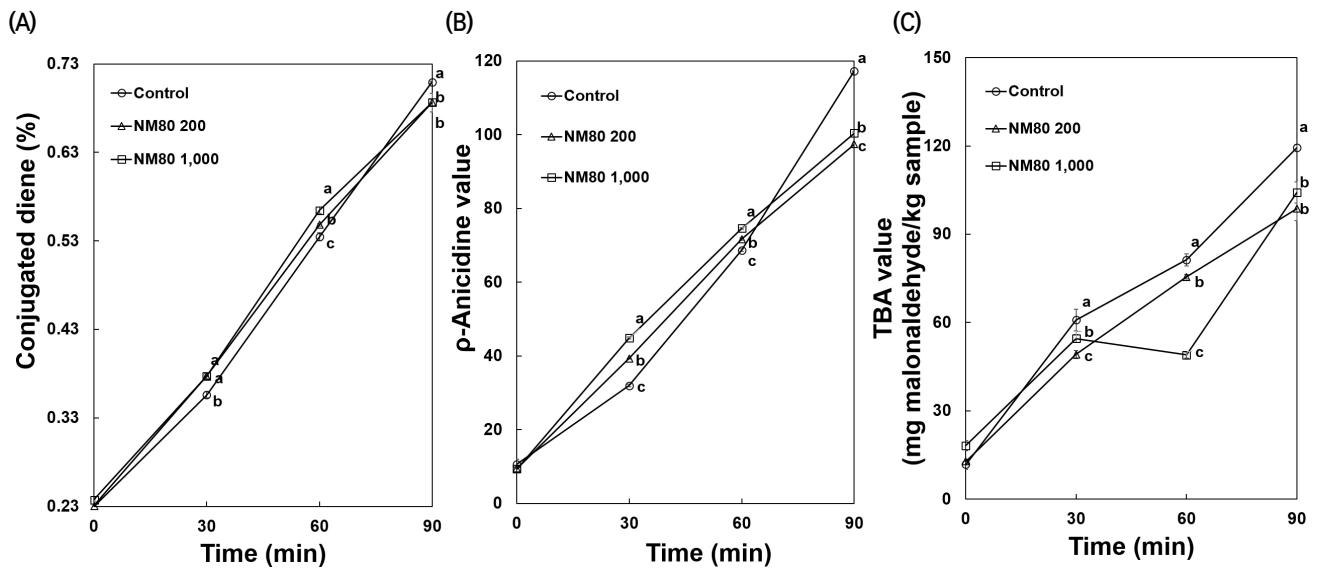 (A)
Conjugated diene (%)
0.73
0.63
0.53
0.43
0.33
0.23
Control
NM80 200
NM80 1,000
a
b
b
a
b
c
a
a
b
0
30
60
90
Time (min)
(B)
ρ-Anicidine value
120
100
80
60
40
20
0
Control
NM80 200
NM80 1,000
a
b
c
a
b
c
a
b
c
0
30
60
90
Time (min)
(C)
TBA value
(mg malonaldehyde/kg sample)
150
120
90
60
30
0
Control
NM80 200
NM80 1,000
a
b
b
a
b
c
a
b
c
0
30
60
90
Time (min)